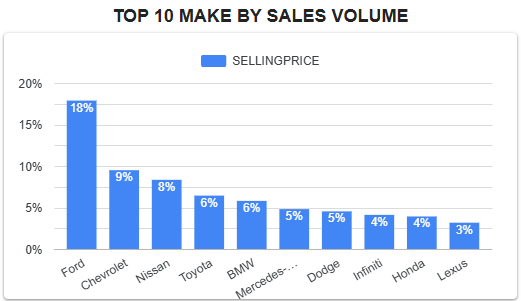 TOP 10 MAKE BY SALES VOLUME
SELLINGPRICE
20%
15%
10%
5%
0%
18%
9%
8%
6%
6%
5%
5%
4%
4%
3%
Ford
Chevrolet
Nissan
Toyota
BMW
Mercedes-...
Dodge
Infiniti
Honda
Lexus